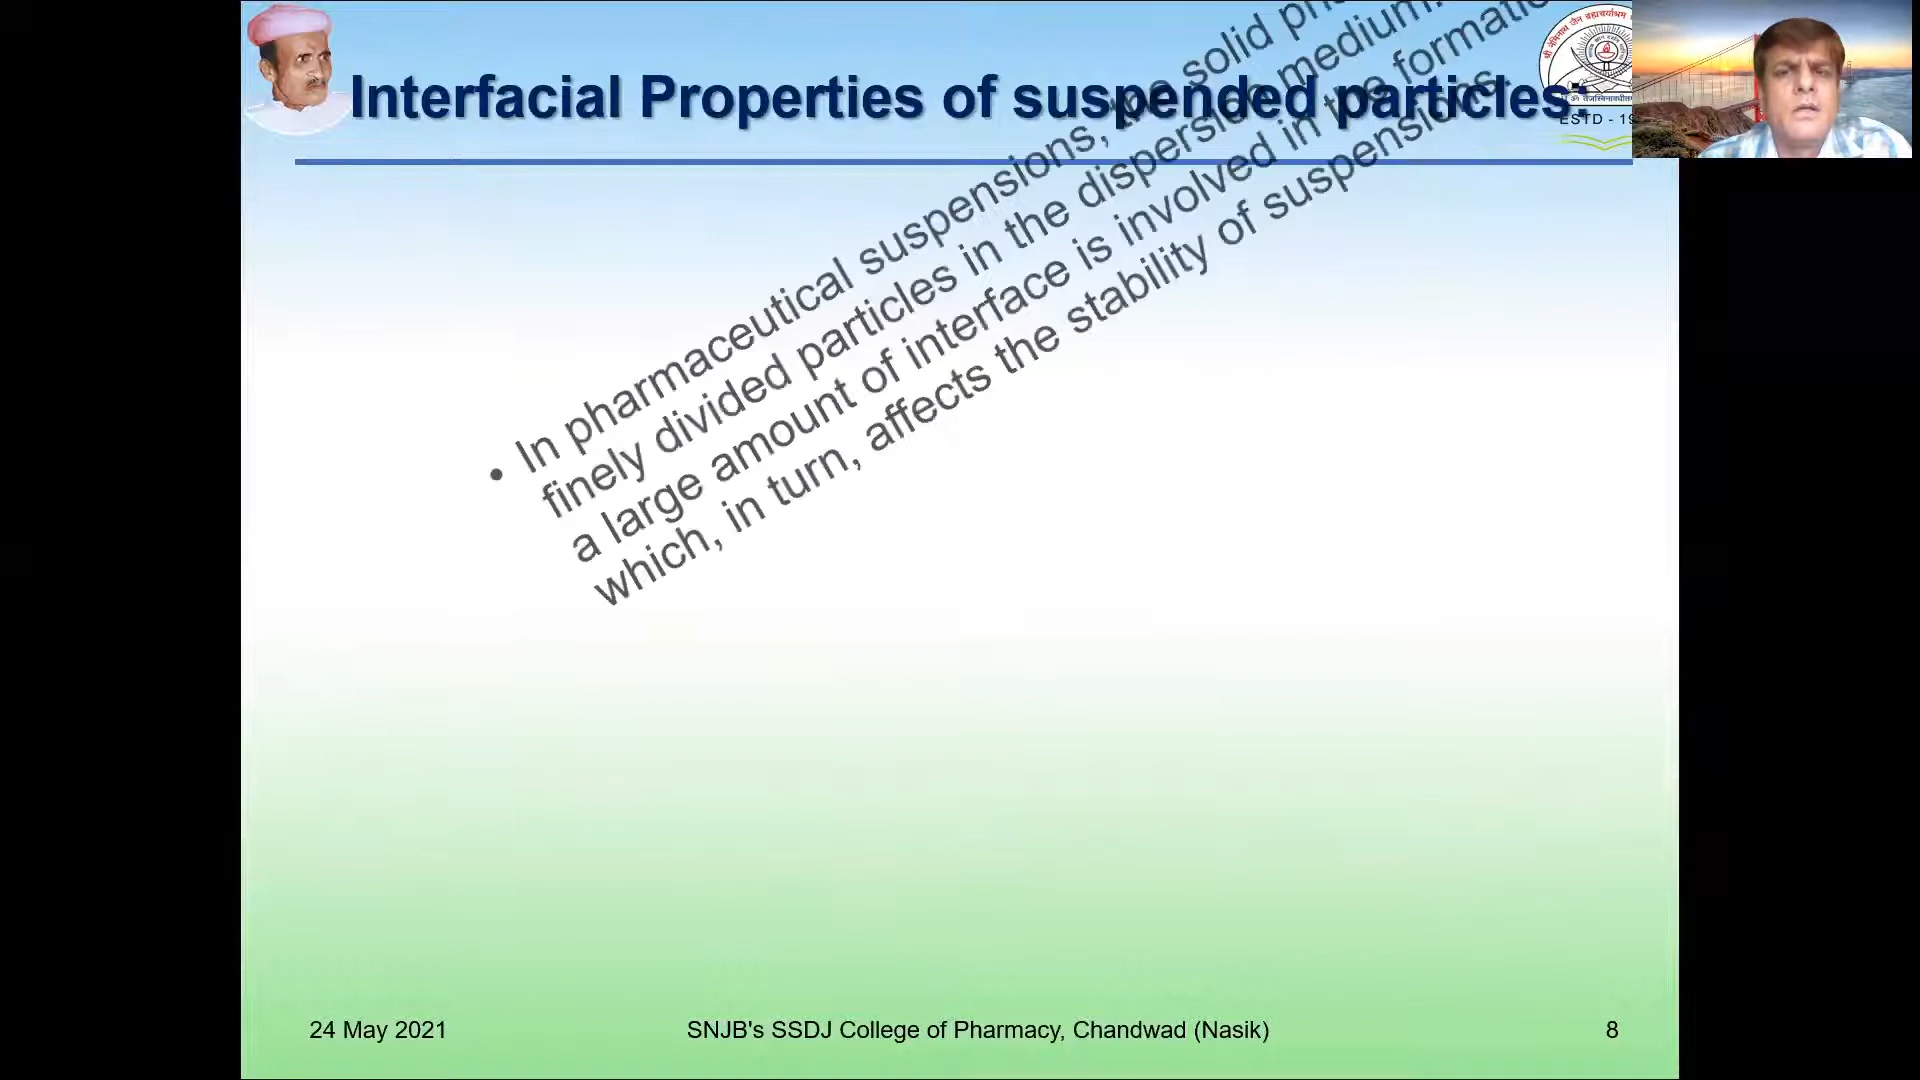 Interfacial Properties of suspended particles:
• In pharmaceutical suspensions, the solid
finely divided particles in the dispersion medium.
a large amount of interface is involved in the
which, in turn, affects the stability of suspensions.
ESTD - 19
24 May 2021
SNJB's SSDJ College of Pharmacy, Chandwad (Nasik)
8